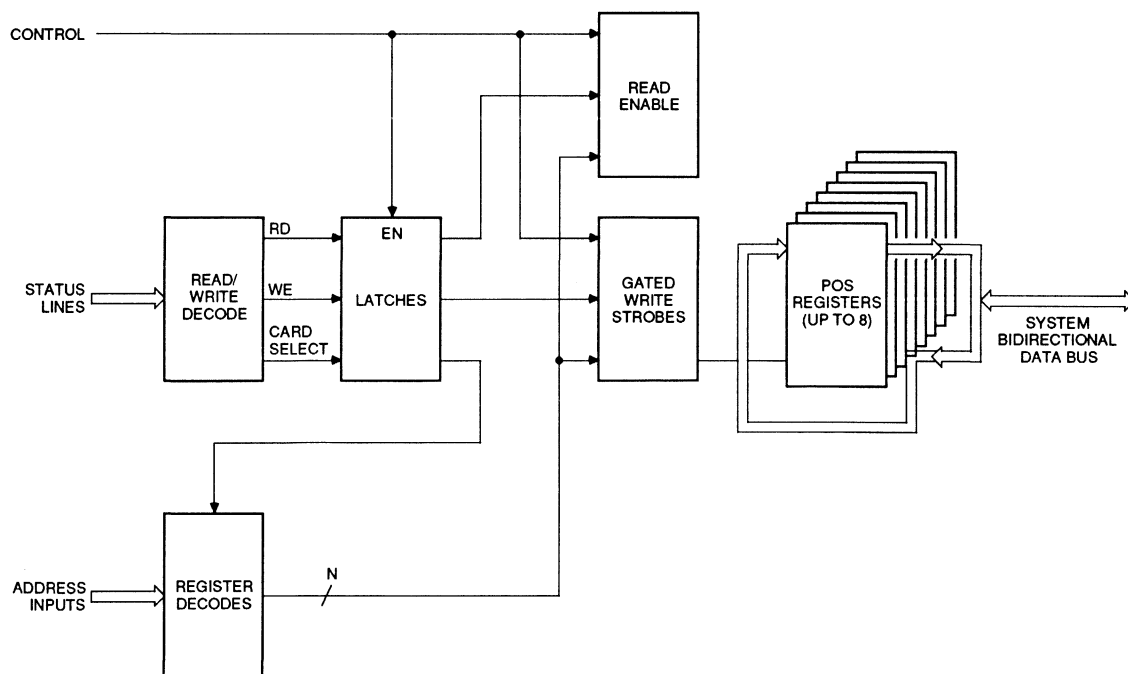 CONTROL
READ
ENABLE
RD
EN
STATUS
LINES
READ/
WRITE
DECODE
WE
LATCHES
CARD
SELECT
GATED
WRITE
STROBES
POS
REGISTERS
(UP TO 8)
SYSTEM
BIDIRECTIONAL
DATA BUS
ADDRESS
INPUTS
REGISTER
DECODES
N